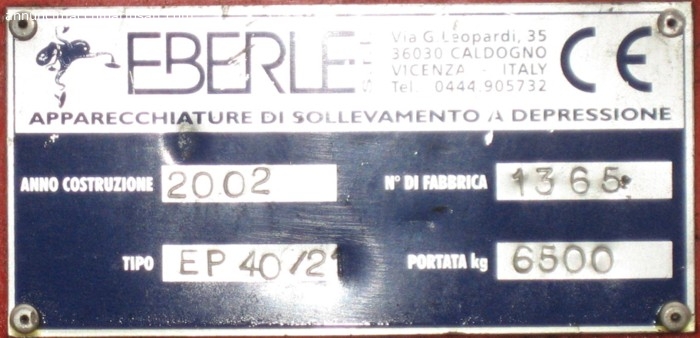 EBERLE
Via G. Leopardi, 35
36030 CALDOGNO
VICENZA - ITALY
Tel. 0444.905732
CE
APPARECCHIATURE DI SOLLEVAMENTO A DEPRESSIONE
ANNO COSTRUZIONE 2002
N° DI FABBRICA 1365
TIPO EP 40/21
PORTATA kg 6500